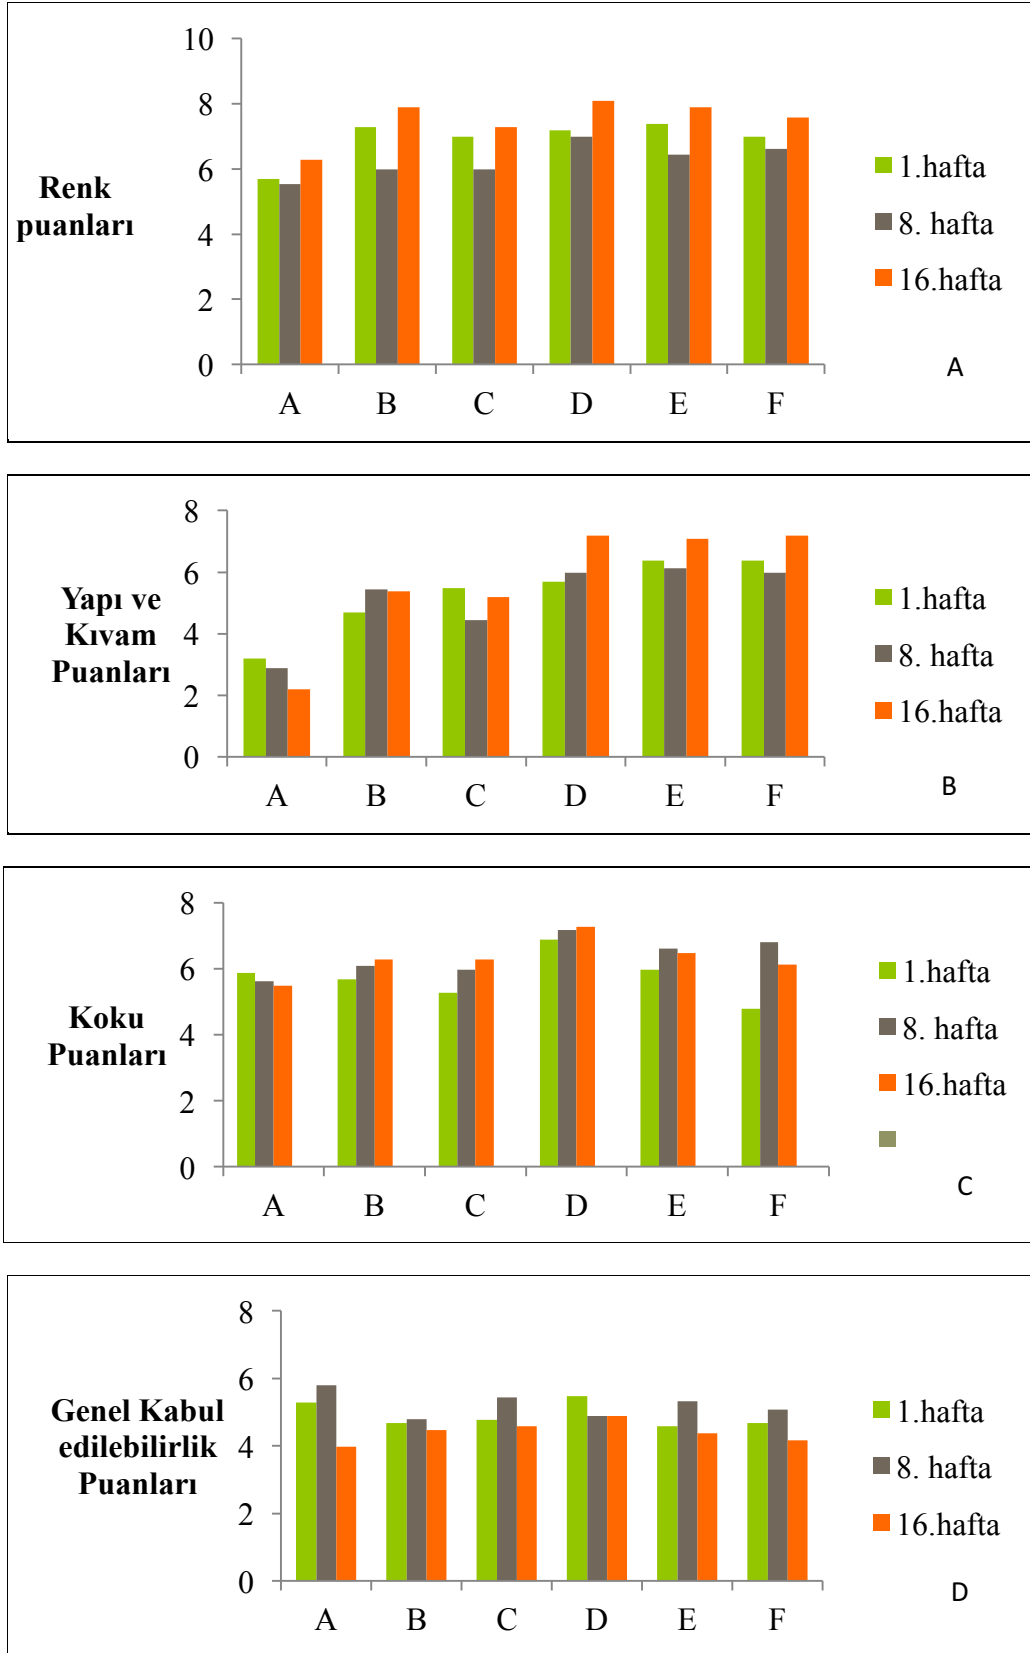 10
8
6
4
2
0
Renk
puanları
A B C D E F
1.hafta
8. hafta
16.hafta
A
8
6
4
2
0
Yapı ve
Kıvam
Puanları
A B C D E F
1.hafta
8. hafta
16.hafta
B
8
6
4
2
0
Koku
Puanları
A B C D E F
1.hafta
8. hafta
16.hafta
C
8
6
4
2
0
Genel Kabul
edilebilirlik
Puanları
A B C D E F
1.hafta
8. hafta
16.hafta
D